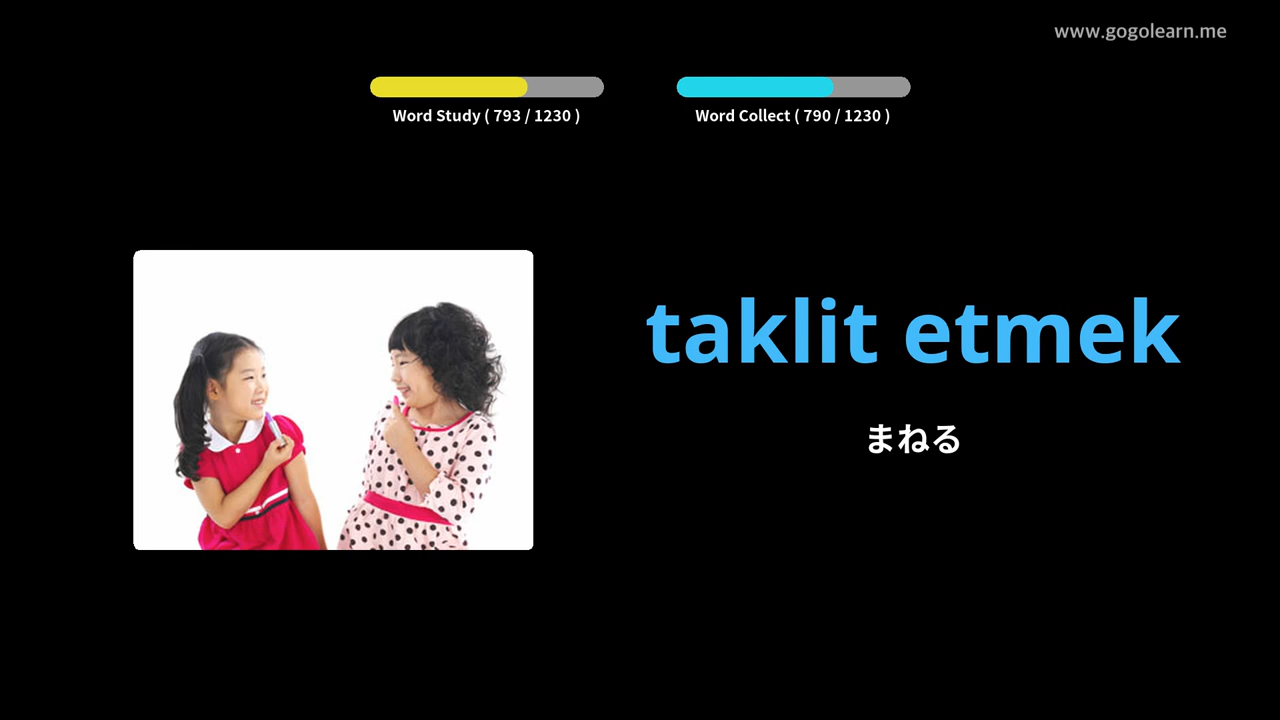 www.gogolearn.me
Word Study ( 793 / 1230 )
Word Collect ( 790 / 1230 )
taklit etmek
まねる